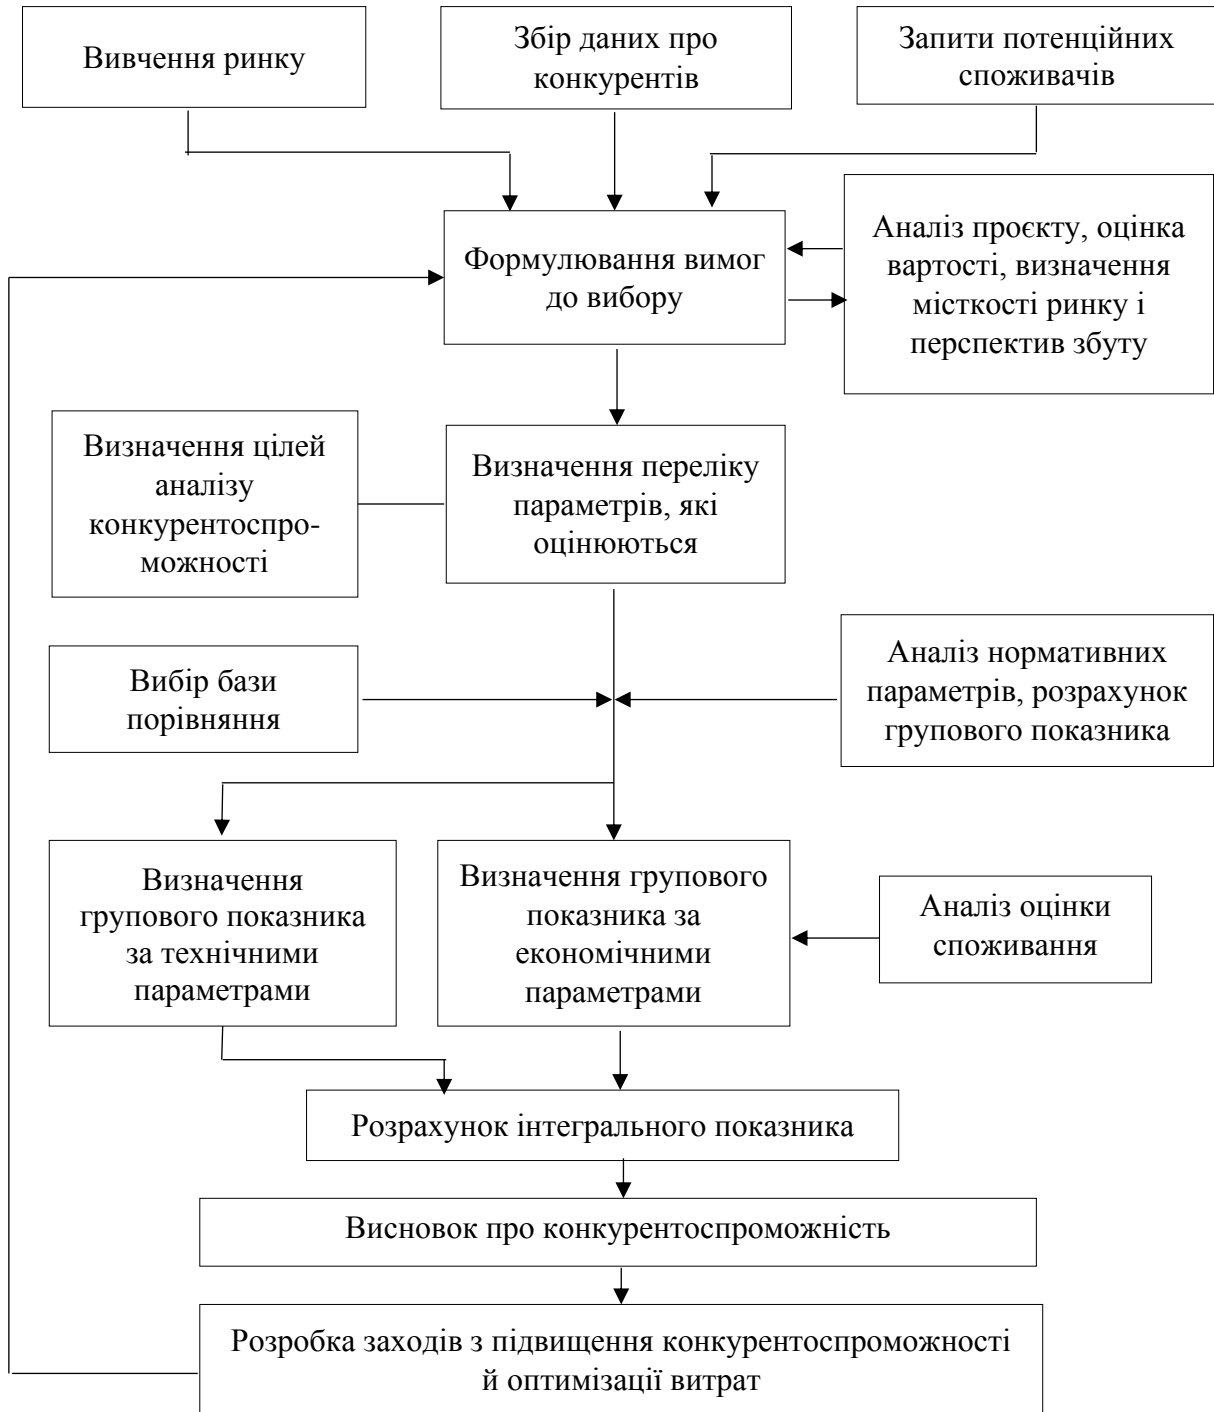 Вивчення ринку
Збір даних про
конкурентів
Запити потенційних
споживачів
Формулювання вимог
до вибору
Аналіз проєкту, оцінка
вартості, визначення
місткості ринку і
перспектив збуту
Визначення цілей
аналізу
конкурентоспро-
можності
Визначення переліку
параметрів, які
оцінюються
Вибір бази
порівняння
Аналіз нормативних
параметрів, розрахунок
групового показника
Визначення
групового показника
за технічними
параметрами
Визначення групового
показника за
економічними
параметрами
Аналіз оцінки
споживання
Розрахунок інтегрального показника
Висновок про конкурентоспроможність
Розробка заходів з підвищення конкурентоспроможності
й оптимізації витрат